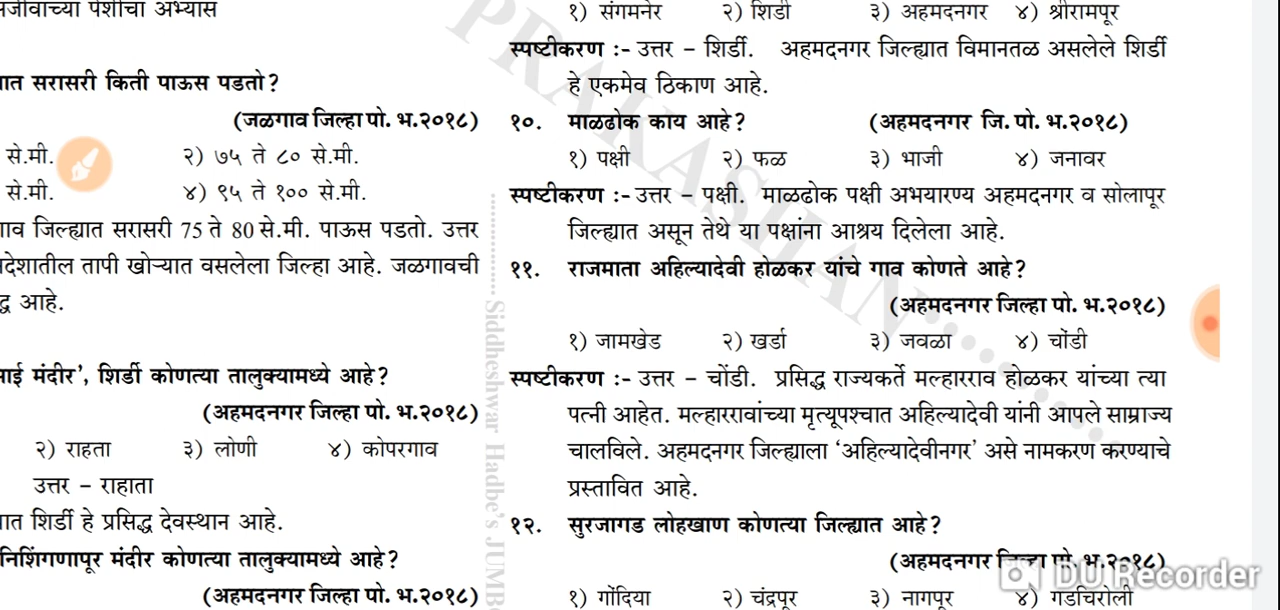 सजीवाच्या पेशीचा अभ्यास
ात सरासरी किती पाऊस पडतो?
(जळगाव जिल्हा पो. भ.२०१८)
से.मी. २) ७५ ते ८० से.मी.
से.मी. ४) ९५ ते १०० से.मी.
गाव जिल्ह्यात सरासरी 75 ते 80 से.मी. पाऊस पडतो. उत्तर
देशातील तापी खोऱ्यात वसलेला जिल्हा आहे. जळगावची
द्ध आहे.
साई मंदीर', शिर्डी कोणत्या तालुक्यामध्ये आहे?
(अहमदनगर जिल्हा पो. भ.२०१८)
२) राहता ३) लोणी ४) कोपरगाव
उत्तर – राहाता
ात शिर्डी हे प्रसिद्ध देवस्थान आहे.
निशिंगणापूर मंदीर कोणत्या तालुक्यामध्ये आहे?
(अहमदनगर जिल्हा पो. भ.२०१८)
१) संगमनेर २) शिर्डी ३) अहमदनगर ४) श्रीरामपूर
स्पष्टीकरण :- उत्तर – शिर्डी. अहमदनगर जिल्ह्यात विमानतळ असलेले शिर्डी
हे एकमेव ठिकाण आहे.
१०. माळढोक काय आहे? (अहमदनगर जि. पो. भ.२०१८)
१) पक्षी २) फळ ३) भाजी ४) जनावर
स्पष्टीकरण :- उत्तर – पक्षी. माळढोक पक्षी अभयारण्य अहमदनगर व सोलापूर
जिल्ह्यात असून तेथे या पक्षांना आश्रय दिलेला आहे.
११. राजमाता अहिल्यादेवी होळकर यांचे गाव कोणते आहे?
(अहमदनगर जिल्हा पो. भ.२०१८)
१) जामखेड २) खर्डा ३) जवळा ४) चोंडी
स्पष्टीकरण :- उत्तर – चोंडी. प्रसिद्ध राज्यकर्ते मल्हारराव होळकर यांच्या त्या
पत्नी आहेत. मल्हाररावांच्या मृत्यूपश्चात अहिल्यादेवी यांनी आपले साम्राज्य
चालविले. अहमदनगर जिल्ह्याला 'अहिल्यादेवीनगर' असे नामकरण करण्याचे
प्रस्तावित आहे.
१२. सुरजागड लोहखाण कोणत्या जिल्ह्यात आहे?
(अहमदनगर जिल्हा पो. भ.२०१८)
१) गोंदिया २) चंद्रपूर ३) नागपूर ४) गडचिरोली
PRAKASHAN
Siddheshwar Hadbe's JUMB
DU Recorder